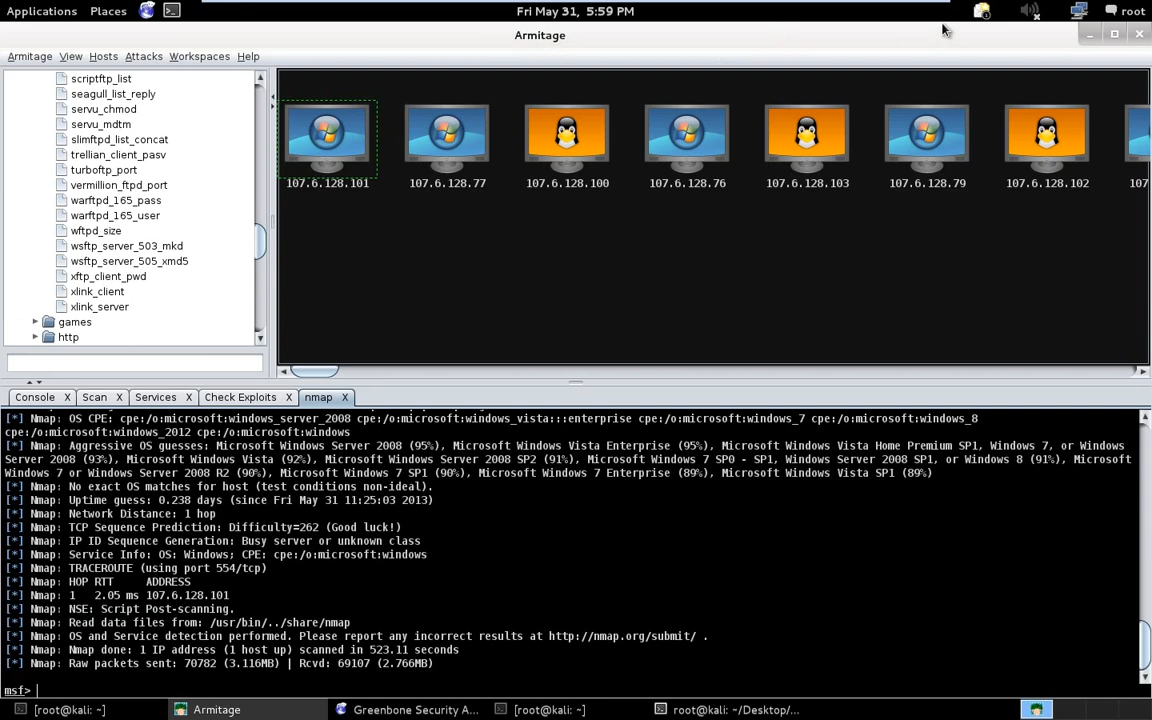 Applications Places Fri May 31, 5:59 PM root
Armitage
Armitage View Hosts Attacks Workspaces Help
scriptftp_list
seagull_list_reply
servu_chmod
servu_mdtm
slimftpd_list_concat
trellian_client_pasv
turboftp_port
vermillion_ftpd_port
warftpd_165_pass
warftpd_165_user
wftpd_size
wsftp_server_503_mkd
wsftp_server_505_xmd5
xftp_client_pwd
xlink_client
xlink_server
games
http
107.6.128.101 107.6.128.77 107.6.128.100 107.6.128.76 107.6.128.103 107.6.128.79 107.6.128.102 107
Console X Scan X Services X Check Exploits X nmap X
[*] Nmap: OS CPE: cpe:/o:microsoft:windows_server_2008 cpe:/o:microsoft:windows_vista:::enterprise cpe:/o:microsoft:windows_7 cpe:/o:microsoft:windows_8
cpe:/o:microsoft:windows_2012 cpe:/o:microsoft:windows
[*] Nmap: Aggressive OS guesses: Microsoft Windows Server 2008 (95%), Microsoft Windows Vista Enterprise (95%), Microsoft Windows Vista Home Premium SP1, Windows 7, or Windows
Server 2008 (93%), Microsoft Windows Vista (92%), Microsoft Windows Server 2008 SP2 (91%), Microsoft Windows 7 SP0 - SP1, Windows Server 2008 SP1, or Windows 8 (91%), Microsoft
Windows 7 or Windows Server 2008 R2 (90%), Microsoft Windows 7 SP1 (90%), Microsoft Windows 7 Enterprise (89%), Microsoft Windows Vista SP1 (89%)
[*] Nmap: No exact OS matches for host (test conditions non-ideal).
[*] Nmap: Uptime guess: 0.238 days (since Fri May 31 11:25:03 2013)
[*] Nmap: Network Distance: 1 hop
[*] Nmap: TCP Sequence Prediction: Difficulty=262 (Good luck!)
[*] Nmap: IP ID Sequence Generation: Busy server or unknown class
[*] Nmap: Service Info: OS: Windows; CPE: cpe:/o:microsoft:windows
[*] Nmap: TRACEROUTE (using port 554/tcp)
[*] Nmap: HOP RTT ADDRESS
[*] Nmap: 1 2.05 ms 107.6.128.101
[*] Nmap: NSE: Script Post-scanning.
[*] Nmap: Read data files from: /usr/bin/../share/nmap
[*] Nmap: OS and Service detection performed. Please report any incorrect results at http://nmap.org/submit/ .
[*] Nmap: Nmap done: 1 IP address (1 host up) scanned in 523.11 seconds
[*] Nmap: Raw packets sent: 70782 (3.116MB) | Rcvd: 69107 (2.766MB)
msf>
[root@kali: ~] Armitage Greenbone Security A... [root@kali: ~] root@kali: ~/Desktop/...